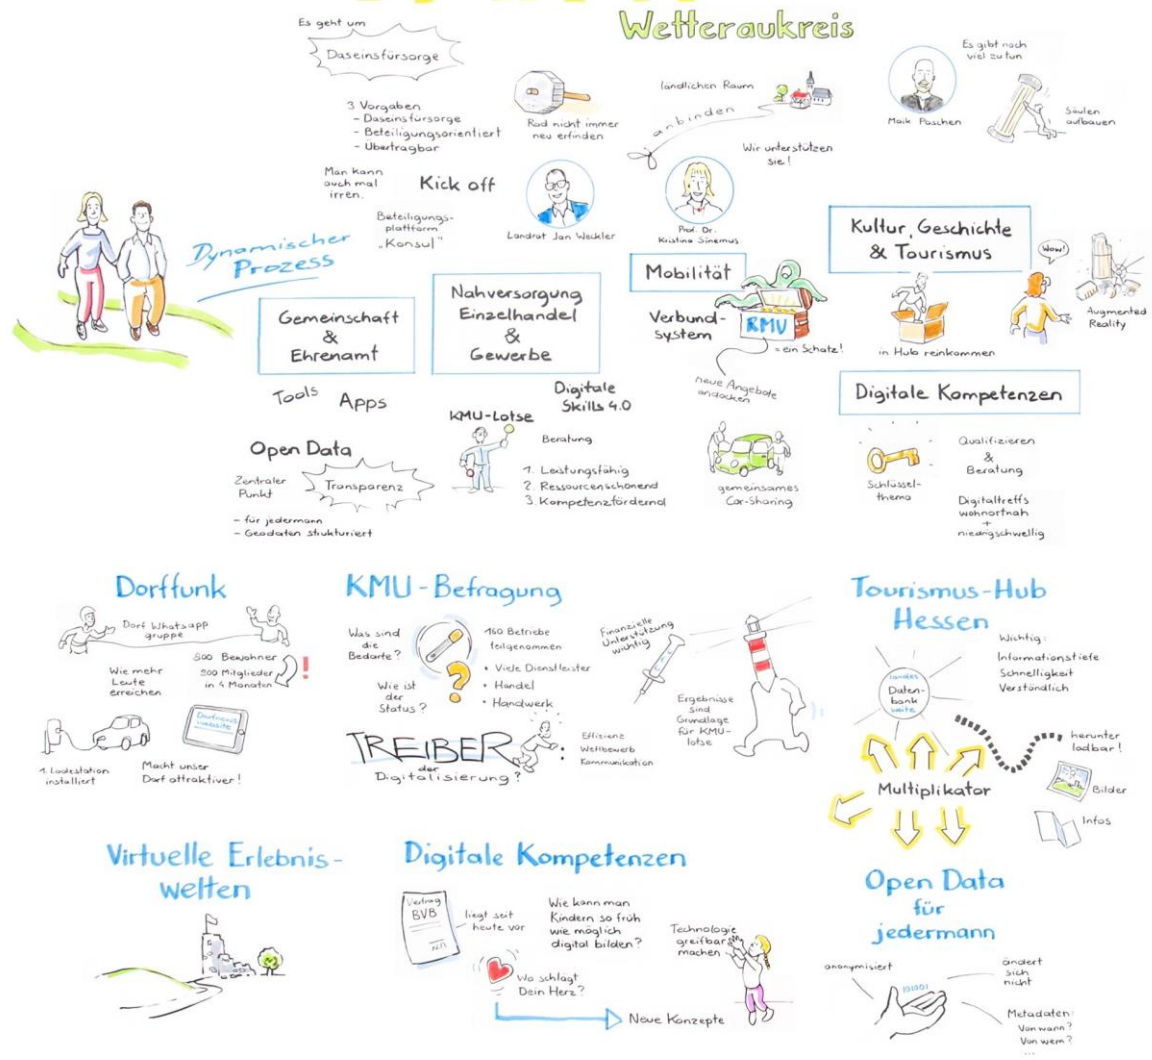 Wetteraukreis
Es geht um
Daseinsfürsorge
3 Vorgaben
- Daseinsfürsorge
- Beteiligungsorientiert
- Übertragbar
Rad nicht immer
neu erfinden
ländlichen Raum
anbinden
Wir unterstützen
sie!
Maik Paschen
Es gibt noch
viel zu tun
Säulen
aufbauen
Man kann
auch mal
irren.
Kick off
Beteiligungs-
plattform
„Konsul"
Landrat Jan Weckler
Prof. Dr.
Kristina Sinemus
Dynamischer
Prozess
Gemeinschaft
&
Ehrenamt
Tools
Apps
Open Data
Zentraler
Punkt
Transparenz
- für jedermann
- Geodaten strukturiert
Nahversorgung
Einzelhandel
&
Gewerbe
KMU-Lotse
Digitale
Skills 4.0
Beratung
1. Leistungsfähig
2. Ressourcenschonend
3. Kompetenzfördernd
Mobilität
Verbund-
system
RMU
= ein Schatz!
neue Angebote
andocken
gemeinsames
Car-Sharing
Kultur, Geschichte
& Tourismus
in Hub reinkommen
Wow!
Augmented
Reality
Digitale Kompetenzen
Schlüssel-
thema
Qualifizieren
&
Beratung
Digitaltreffs
wohnortnah
+
niedrigschwellig
Dorffunk
Dorf Whatsapp
gruppe
Wie mehr
Leute
erreichen
800 Bewohner
200 Mitglieder
in 4 Monaten
!
1. Ladestation
installiert
Dorfnews
website
Macht unser
Dorf attraktiver!
KMU-Befragung
Was sind
die
Bedarfe?
Wie ist
der
Status?
?
160 Betriebe
teilgenommen
• Viele Dienstleister
• Handel
• Handwerk
TREIBER
der
Digitalisierung?
Effizienz
Wettbewerb
Kommunikation
Finanzielle
Unterstützung
wichtig
Ergebnisse
sind
Grundlage
für KMU-
lotse
Tourismus-Hub
Hessen
Wichtig:
Informationstiefe
Schnelligkeit
Verständlich
landes
Daten-
bank
weite
herunter
ladbar!
Multiplikator
Bilder
Infos
Virtuelle Erlebnis-
welten
Digitale Kompetenzen
Vertrag
BVB
liegt seit
heute vor
Wie kann man
Kindern so früh
wie möglich
digital bilden?
Wo schlägt
Dein Herz?
Neue Konzepte
Technologie
greifbar
machen
Open Data
für
jedermann
anonymisiert
101001
ändert
sich
nicht
Metadaten:
Von wann?
Von wem?
...